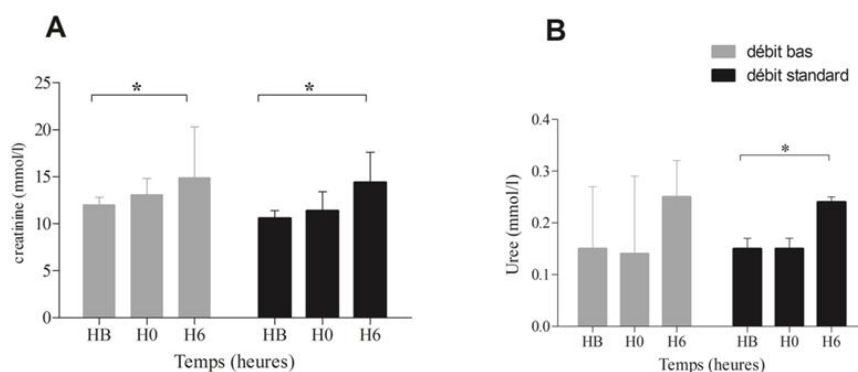 A
creatinine (mmol/l)
25
20
15
10
5
0
*
*
HB H0 H6 HB H0 H6
Temps (heures)
B
débit bas
débit standard
Uree (mmol/l)
0.4
0.3
0.2
0.1
0.0
*
HB H0 H6 HB H0 H6
Temps (heures)